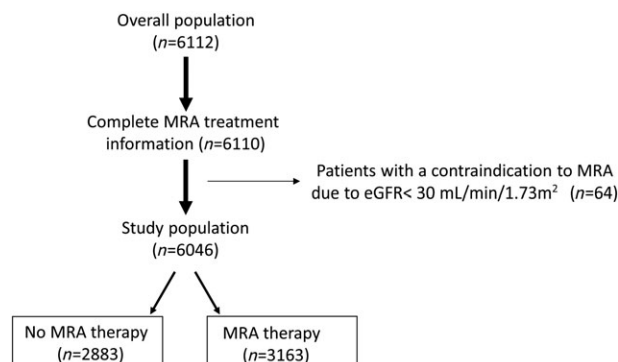 Overall population
(n=6112)
Complete MRA treatment
information (n=6110)
Patients with a contraindication to MRA
due to eGFR< 30 mL/min/1.73m² (n=64)
Study population
(n=6046)
No MRA therapy
(n=2883)
MRA therapy
(n=3163)